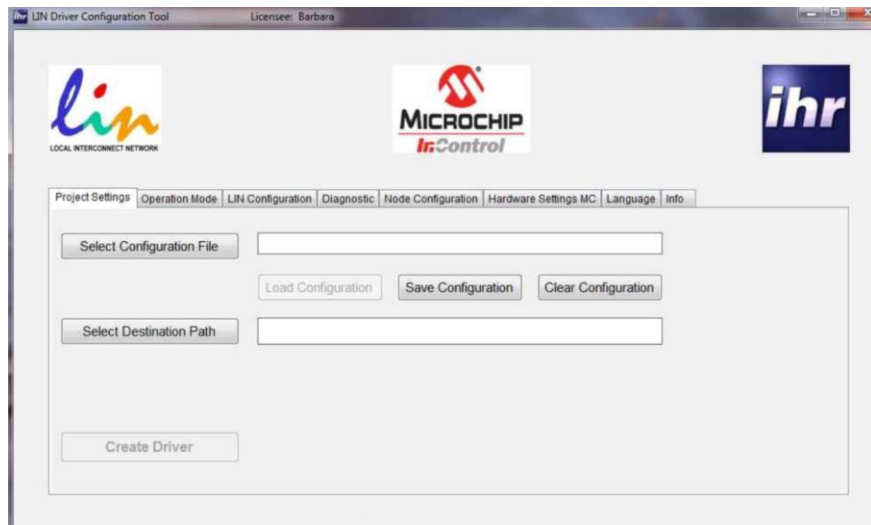 ihr LIN Driver Configuration Tool Licensee: Barbara
lin
LOCAL INTERCONNECT NETWORK
MICROCHIP
In Control
ihr
Project Settings Operation Mode LIN Configuration Diagnostic Node Configuration Hardware Settings MC Language Info
Select Configuration File
Load Configuration Save Configuration Clear Configuration
Select Destination Path
Create Driver